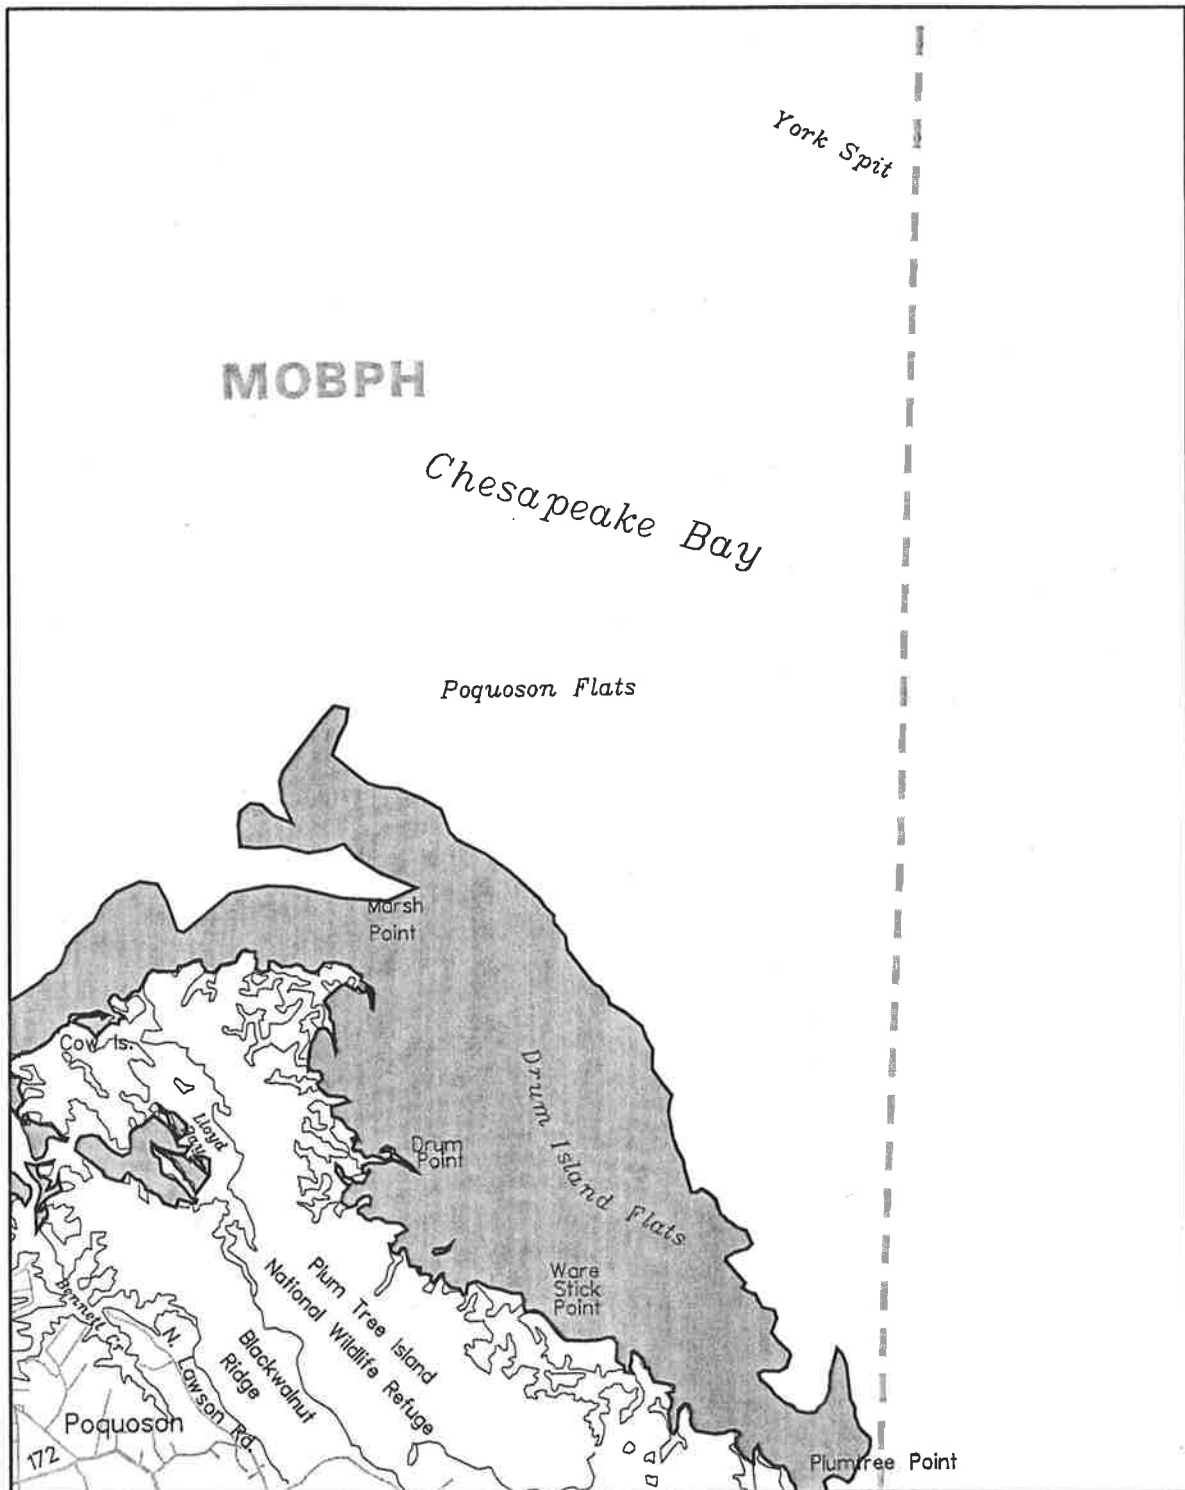 York Spit
MOBPH
Chesapeake Bay
Poquoson Flats
Marsh
Point
Cow Is.
Lloyd
Bay
Drum
Point
Drum Island Flats
Ware
Stick
Point
Plum Tree Island
National Wildlife Refuge
Bennett Cr
N. Lawson Rd.
Blackwalnut
Ridge
Poquoson
172
Plumtree Point